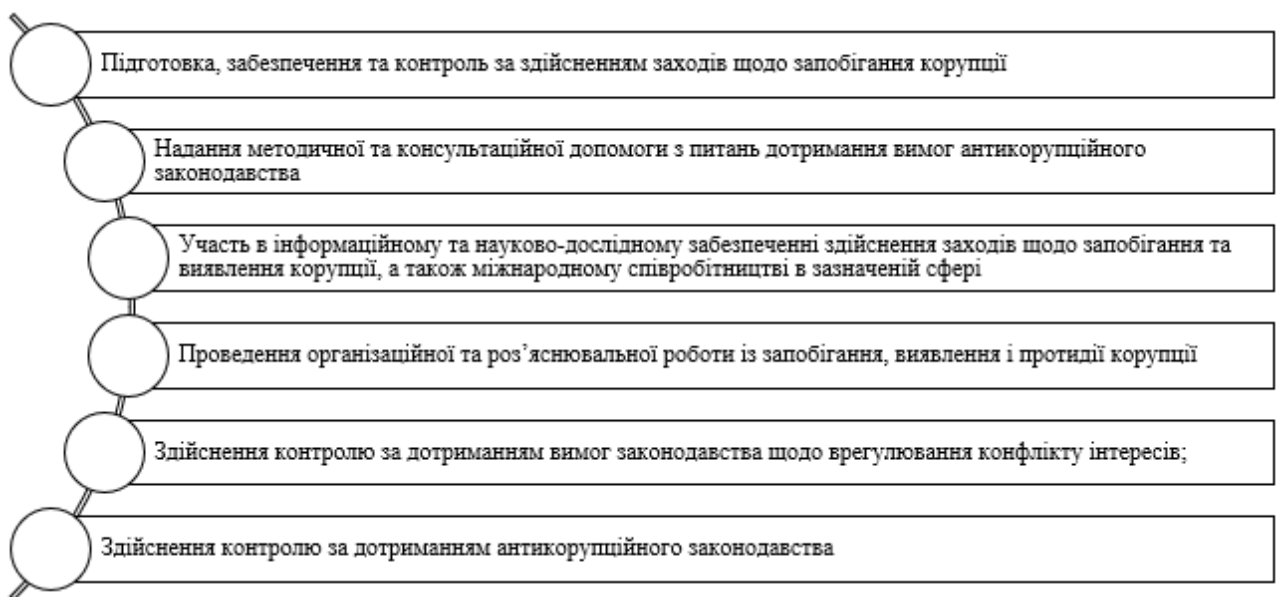 Підготовка, забезпечення та контроль за здійсненням заходів щодо запобігання корупції
Надання методичної та консультаційної допомоги з питань дотримання вимог антикорупційного
законодавства
Участь в інформаційному та науково-дослідному забезпеченні здійснення заходів щодо запобігання та
виявлення корупції, а також міжнародному співробітництві в зазначеній сфері
Проведення організаційної та роз’яснювальної роботи із запобігання, виявлення і протидії корупції
Здійснення контролю за дотриманням вимог законодавства щодо врегулювання конфлікту інтересів;
Здійснення контролю за дотриманням антикорупційного законодавства